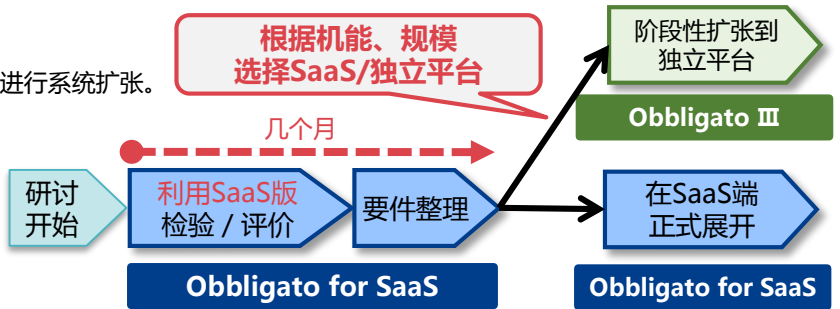 根据机能、规模
选择SaaS/独立平台
阶段性扩张到
独立平台
进行系统扩张。
Obbligato Ⅲ
几个月
研讨
开始
利用SaaS版
检验 / 评价
要件整理
在SaaS端
正式展开
Obbligato for SaaS
Obbligato for SaaS